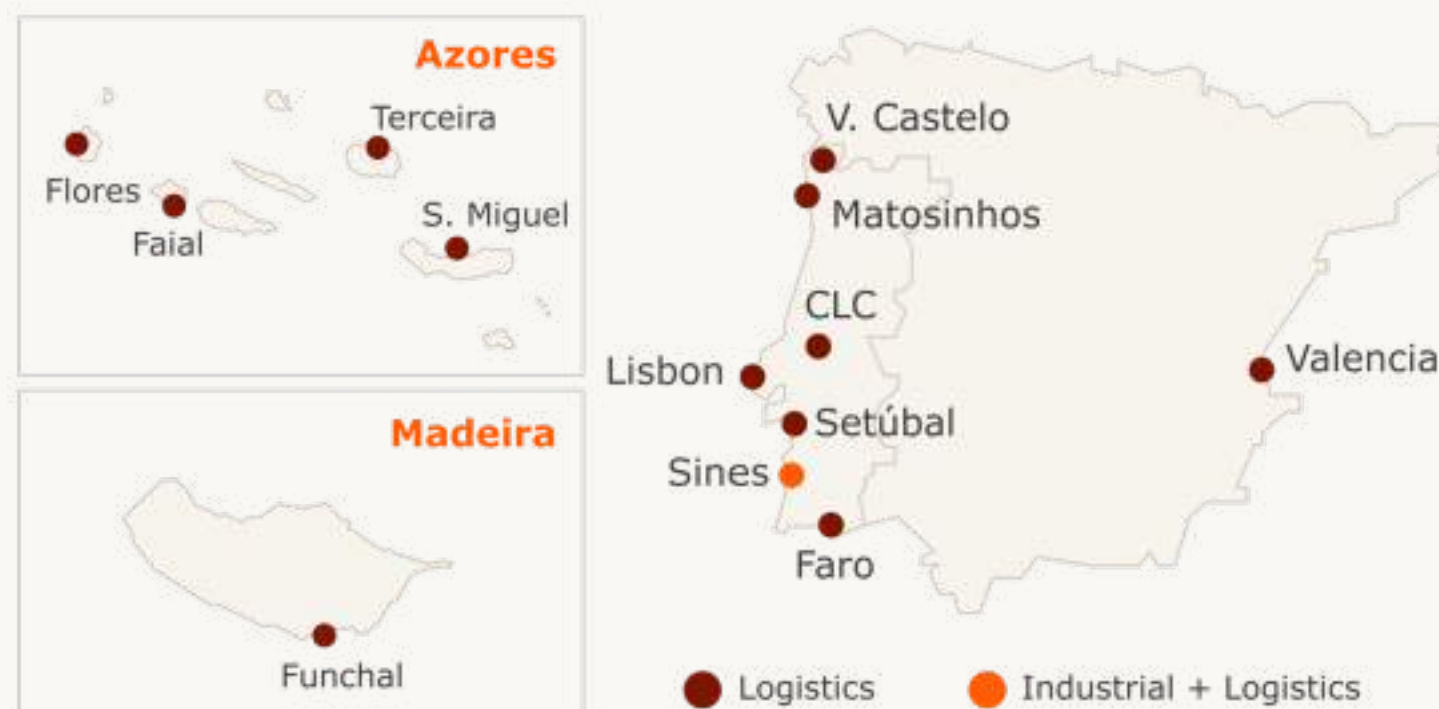 Azores
Terceira
Flores
S. Miguel
Faial
Madeira
Funchal
V. Castelo
Matosinhos
CLC
Lisbon
Valencia
Setúbal
Sines
Faro
Logistics
Industrial + Logistics